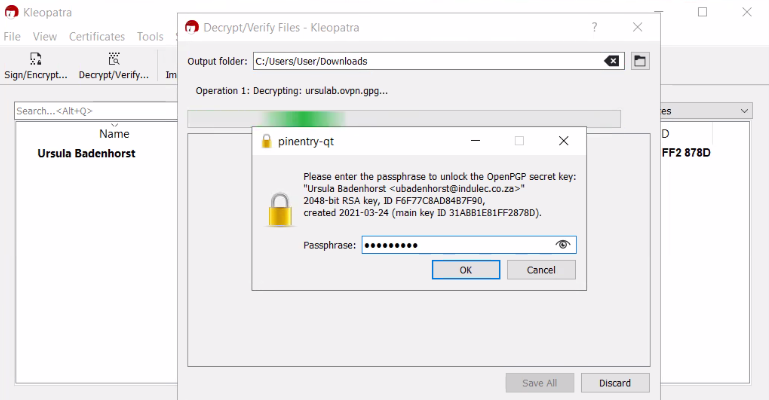 Kleopatra
File View Certificates Tools S
Sign/Encrypt... Decrypt/Verify... Im
Search...<Alt+Q>
Name
Ursula Badenhorst
Decrypt/Verify Files - Kleopatra
?
Output folder: C:/Users/User/Downloads
Operation 1: Decrypting: ursulab.ovpn.gpg...
es
D
FF2 878D
pinentry-qt
Please enter the passphrase to unlock the OpenPGP secret key:
"Ursula Badenhorst <ubadenhorst@indulec.co.za>"
2048-bit RSA key, ID F6F77C8AD84B7F90,
created 2021-03-24 (main key ID 31ABB1E81FF2878D).
Passphrase: ●●●●●●●●●
OK Cancel
Save All Discard